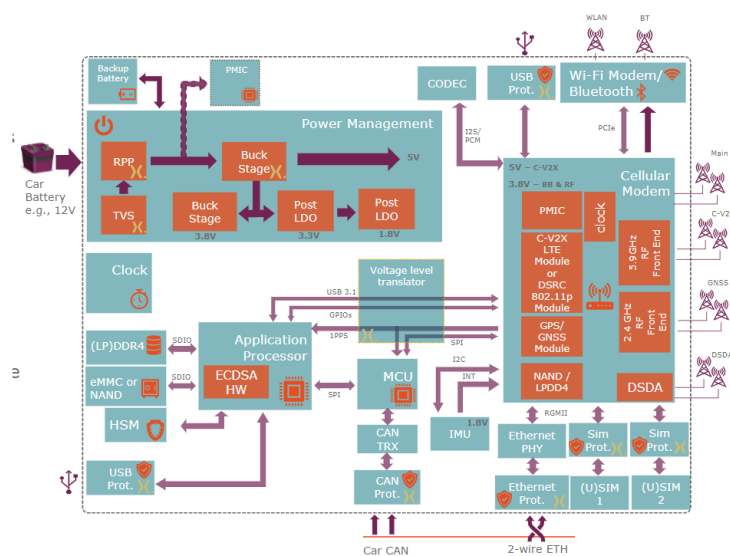 WLAN
BT
Backup
Battery
PMIC
CODEC
USB
Prot.
Wi-Fi Modem/
Bluetooth
Power Management
I2S/
PCM
PCIe
RPP
Buck
Stage
5V
5V – C-V2X
3.8V – BB & RF
Cellular
Modem
Main
Car
Battery
e.g., 12V
TVS
Buck
Stage
Post
LDO
Post
LDO
3.8V
3.3V
1.8V
PMIC
clock
C-V2X
LTE
Module
or
DSRC
802.11p
Module
5.9GHz
RF
Front End
C-V2
Clock
Voltage level
translator
USB 3.1
GPIOs
1PPS
SPI
GPS/
GNSS
Module
2.4 GHz
RF
Front
End
GNSS
(LP)DDR4
SDIO
Application
Processor
ECDSA
HW
eMMC or
NAND
SDIO
SPI
MCU
I2C
INT
NAND /
LPDD4
DSDA
DSDA
HSM
CAN
TRX
IMU
1.8V
RGMII
Ethernet
PHY
Sim
Prot.
Sim
Prot.
USB
Prot.
CAN
Prot.
Ethernet
Prot.
(U)SIM
1
(U)SIM
2
Car CAN
2-wire ETH